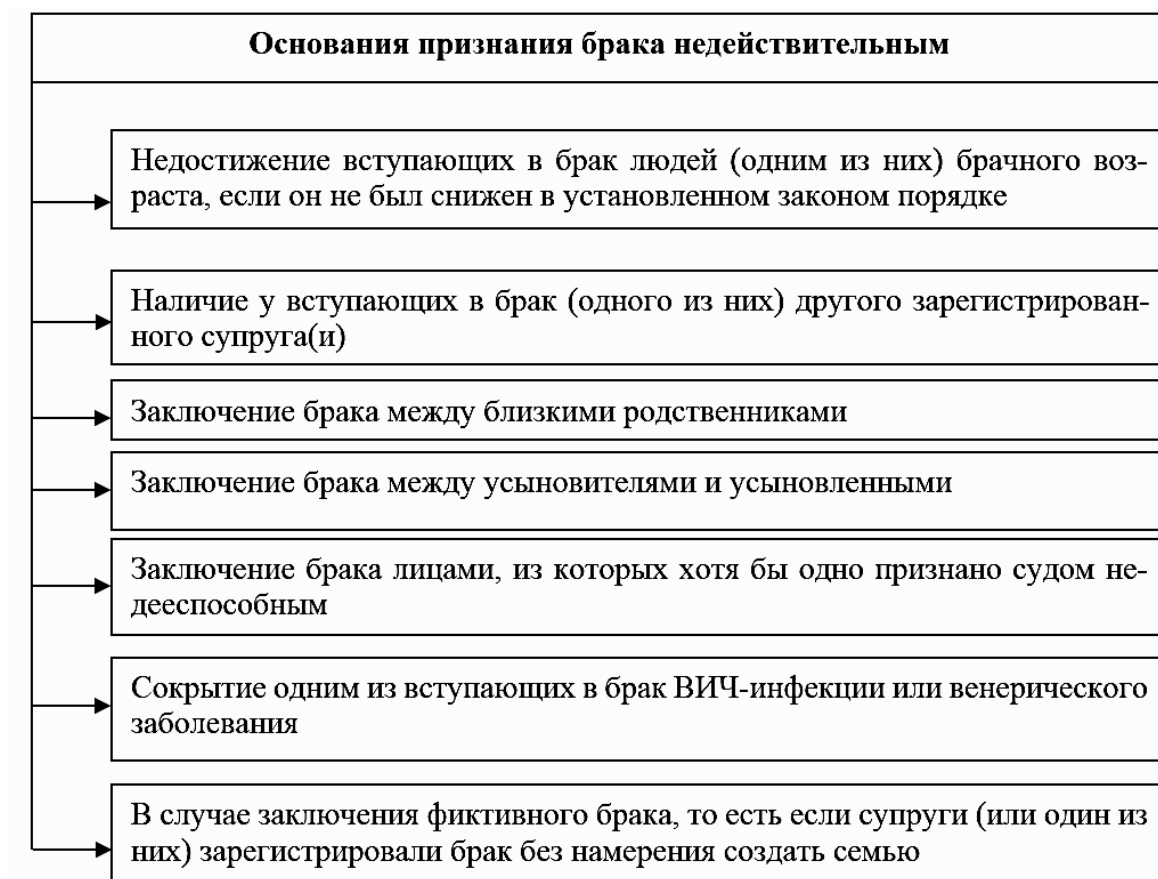 Основания признания брака недействительным
Недостижение вступающих в брак людей (одним из них) брачного воз-
раста, если он не был снижен в установленном законом порядке
Наличие у вступающих в брак (одного из них) другого зарегистрирован-
ного супруга(и)
Заключение брака между близкими родственниками
Заключение брака между усыновителями и усыновленными
Заключение брака лицами, из которых хотя бы одно признано судом не-
дееспособным
Сокрытие одним из вступающих в брак ВИЧ-инфекции или венерического
заболевания
В случае заключения фиктивного брака, то есть если супруги (или один из
них) зарегистрировали брак без намерения создать семью